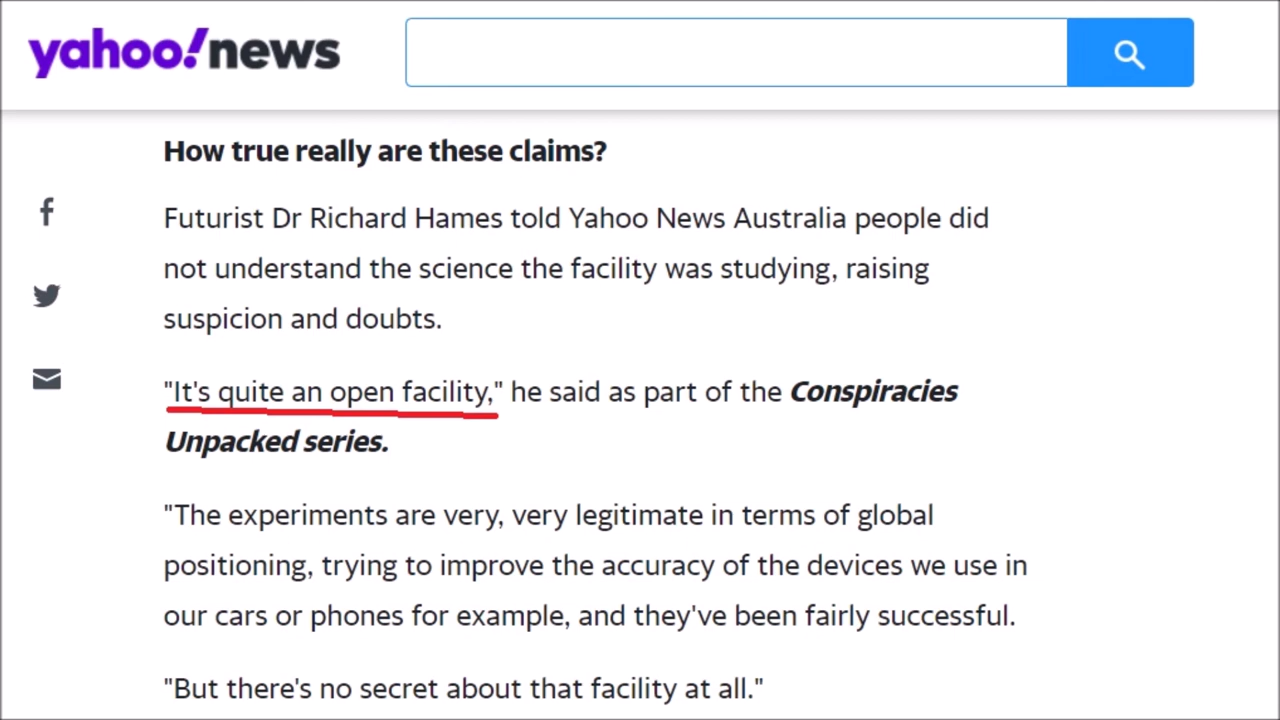 yahoo!news
How true really are these claims?
Futurist Dr Richard Hames told Yahoo News Australia people did
not understand the science the facility was studying, raising
suspicion and doubts.
"It's quite an open facility," he said as part of the Conspiracies
Unpacked series.
"The experiments are very, very legitimate in terms of global
positioning, trying to improve the accuracy of the devices we use in
our cars or phones for example, and they've been fairly successful.
"But there's no secret about that facility at all."